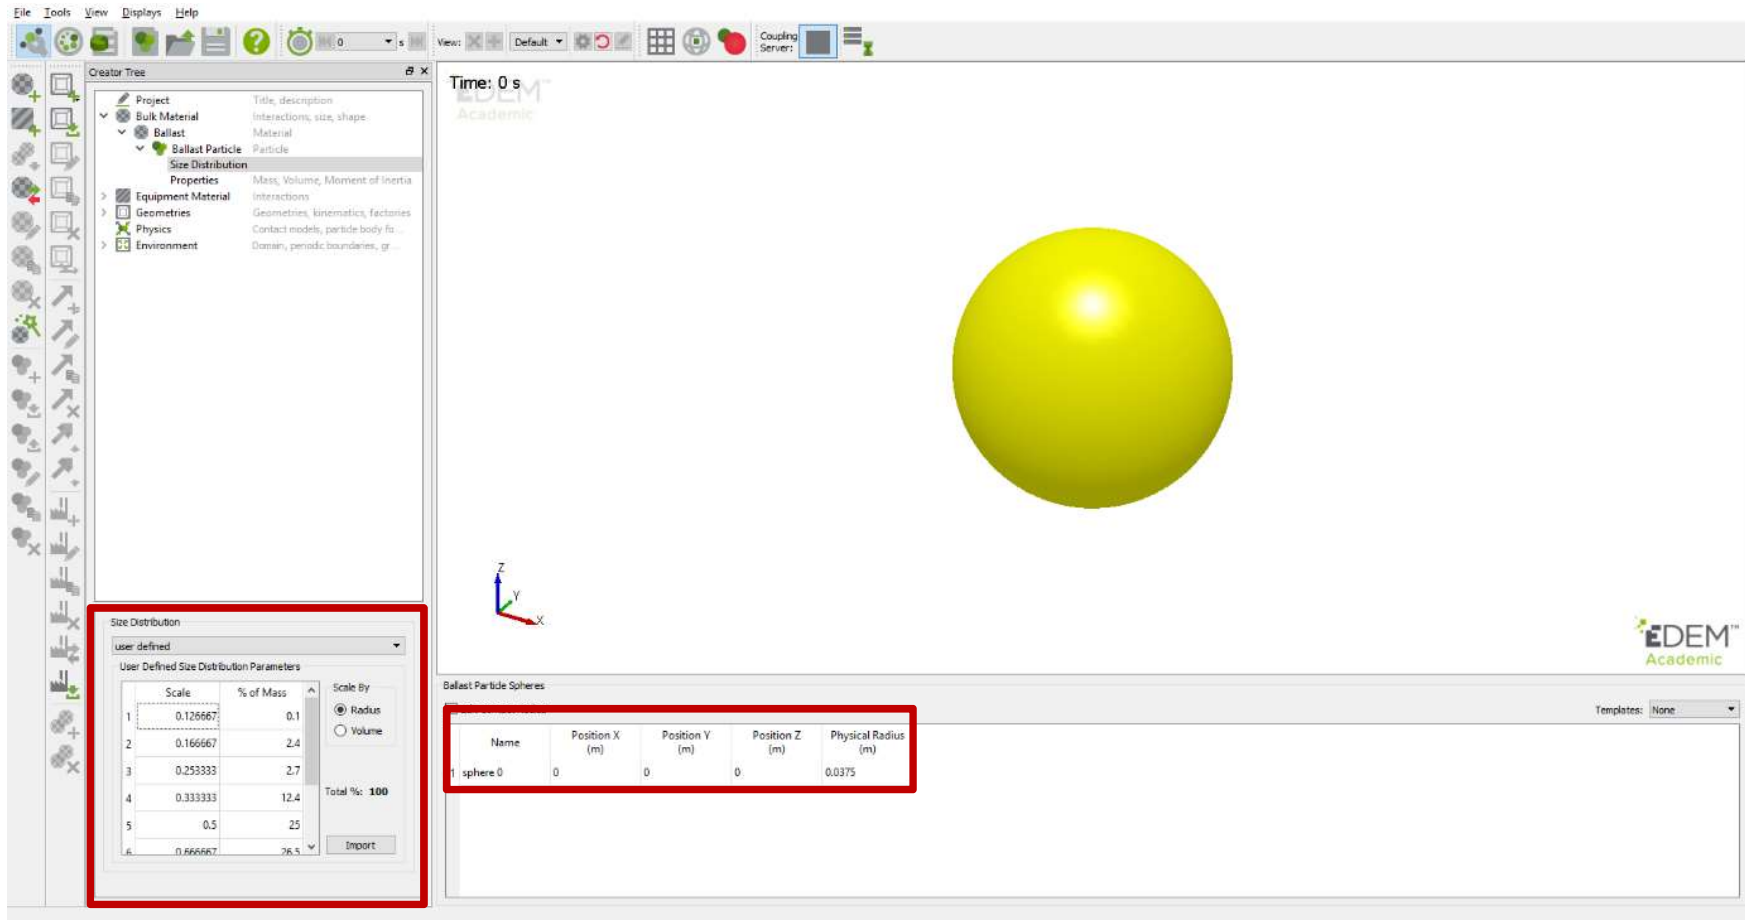 File Tools View Displays Help
0 s View: Default Coupling Server:
Creator Tree
Project Title, description
Bulk Material Interactions, size, shape
Ballast Material
Ballast Particle Particle
Size Distribution
Properties Mass, Volume, Moment of Inertia
Equipment Material Interactions
Geometries Geometries, kinematics, factories
Physics Contact models, particle body fo...
Environment Domain, periodic boundaries, gr...
Time: 0 s
EDEM™
Academic
Z
Y
X
EDEM™
Academic
Size Distribution
user defined
User Defined Size Distribution Parameters
Scale % of Mass
1 0.126667 0.1
2 0.166667 2.4
3 0.253333 2.7
4 0.333333 12.4
5 0.5 25
6 0.666667 26.5
Scale By
Radius
Volume
Total %: 100
Import
Ballast Particle Spheres
Templates: None
Name Position X (m) Position Y (m) Position Z (m) Physical Radius (m)
1 sphere 0 0 0 0 0.0375